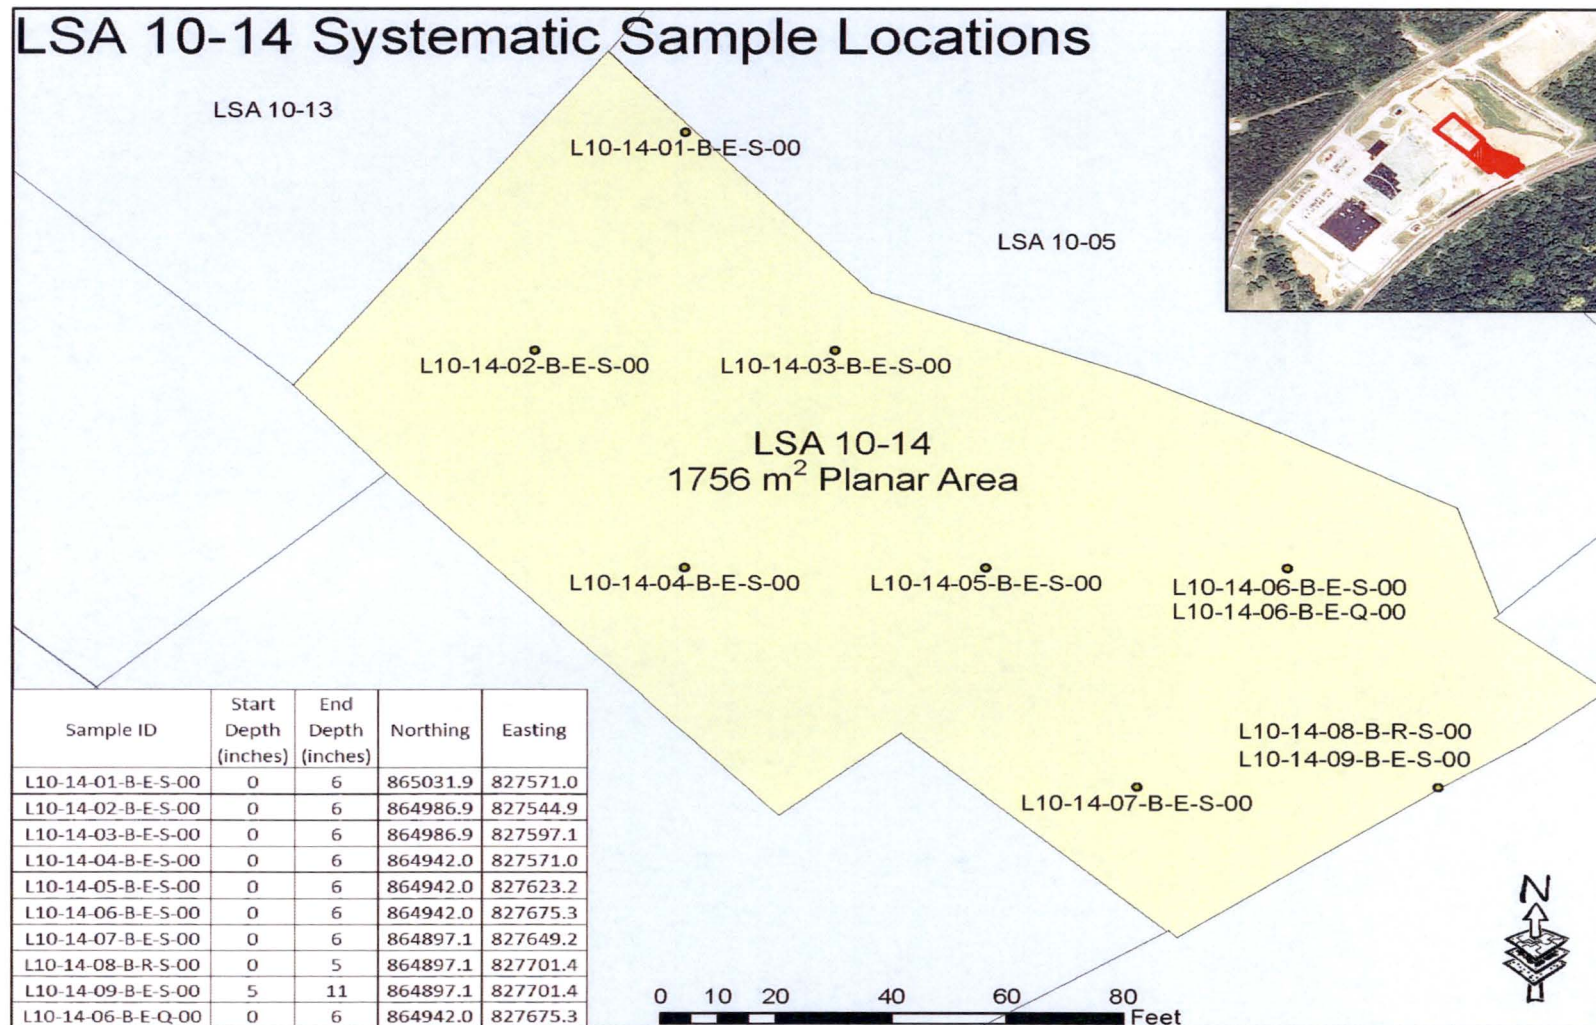 LSA 10-14 Systematic Sample Locations
LSA 10-13
L10-14-01-B-E-S-00
LSA 10-05
L10-14-02-B-E-S-00
L10-14-03-B-E-S-00
LSA 10-14
1756 m² Planar Area
L10-14-04-B-E-S-00
L10-14-05-B-E-S-00
L10-14-06-B-E-S-00
L10-14-06-B-E-Q-00
L10-14-08-B-R-S-00
L10-14-09-B-E-S-00
L10-14-07-B-E-S-00
Sample ID Start Depth (inches) End Depth (inches) Northing Easting
L10-14-01-B-E-S-00 0 6 865031.9 827571.0
L10-14-02-B-E-S-00 0 6 864986.9 827544.9
L10-14-03-B-E-S-00 0 6 864986.9 827597.1
L10-14-04-B-E-S-00 0 6 864942.0 827571.0
L10-14-05-B-E-S-00 0 6 864942.0 827623.2
L10-14-06-B-E-S-00 0 6 864942.0 827675.3
L10-14-07-B-E-S-00 0 6 864897.1 827649.2
L10-14-08-B-R-S-00 0 5 864897.1 827701.4
L10-14-09-B-E-S-00 5 11 864897.1 827701.4
L10-14-06-B-E-Q-00 0 6 864942.0 827675.3
N
0 10 20 40 60 80
Feet